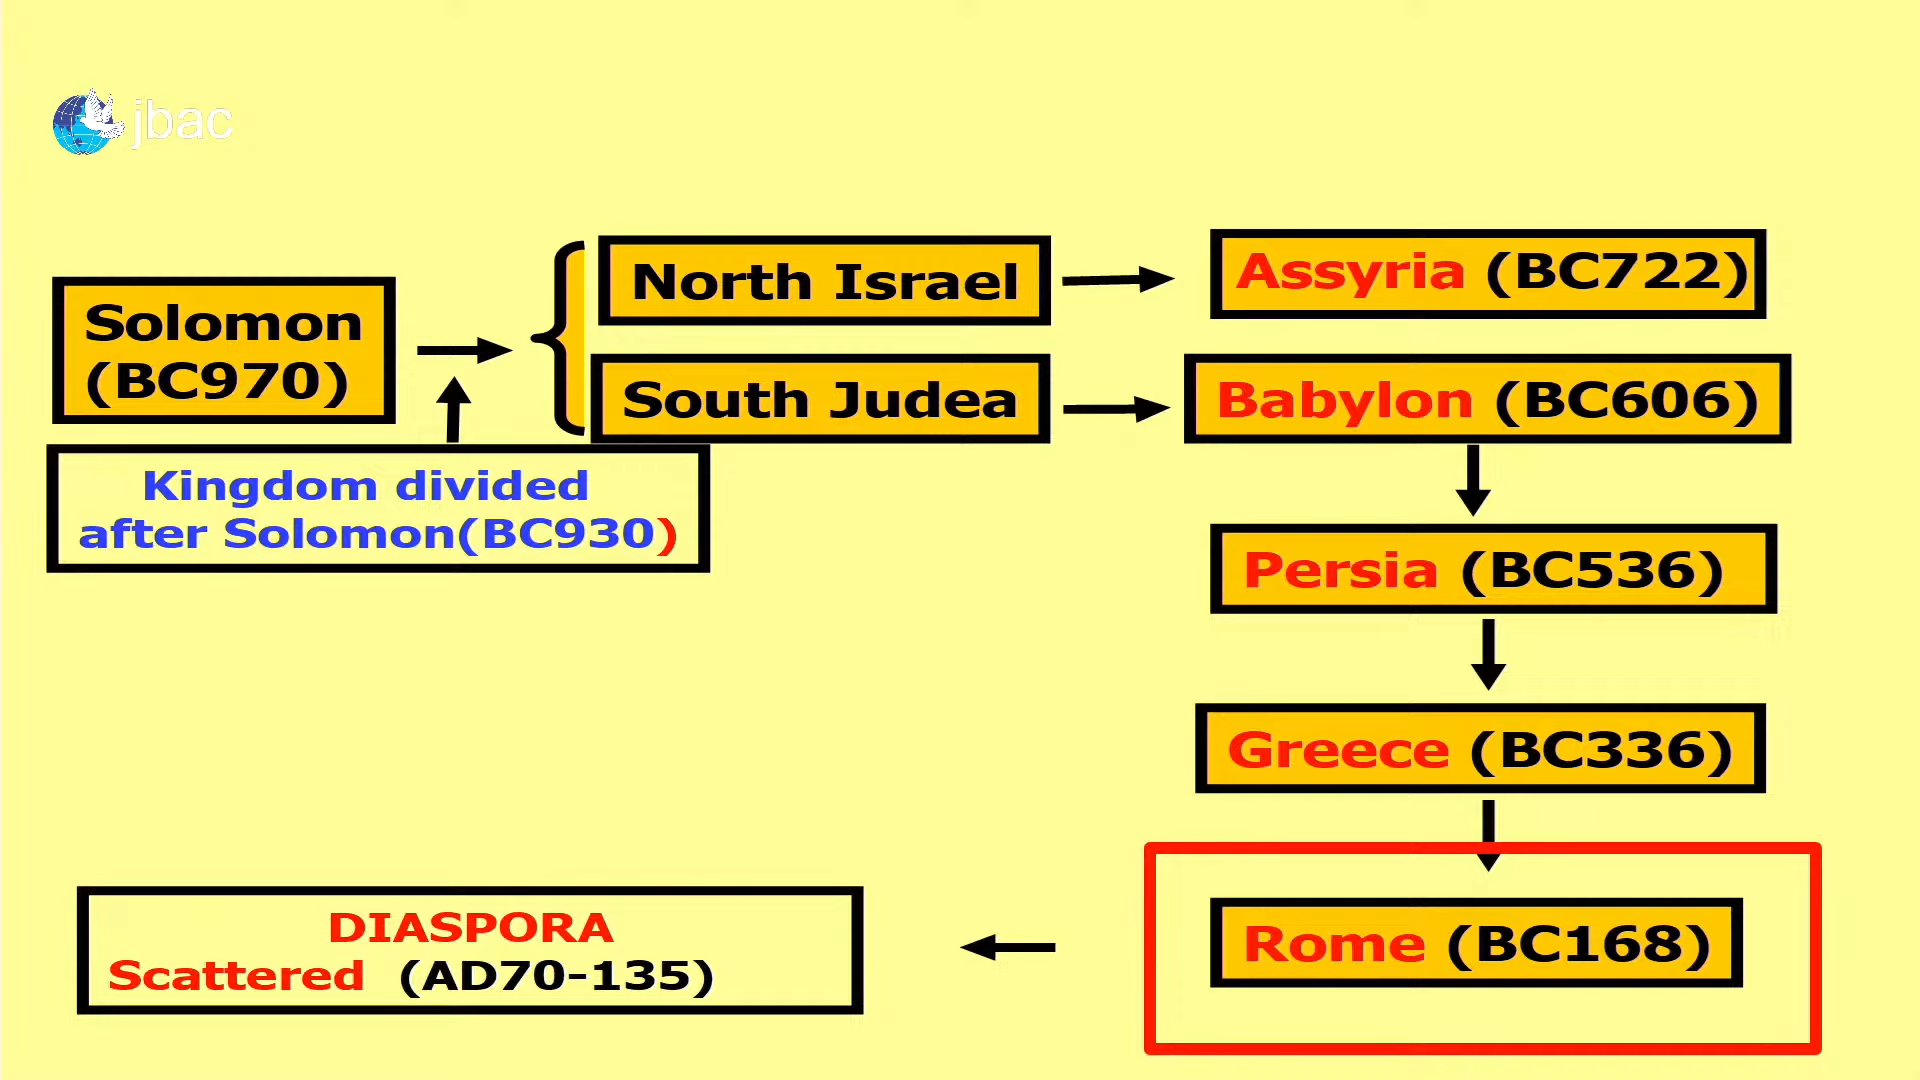 jbac
Solomon
(BC970)
North Israel
Assyria (BC722)
South Judea
Babylon (BC606)
Kingdom divided
after Solomon(BC930)
Persia (BC536)
Greece (BC336)
Rome (BC168)
DIASPORA
Scattered (AD70-135)